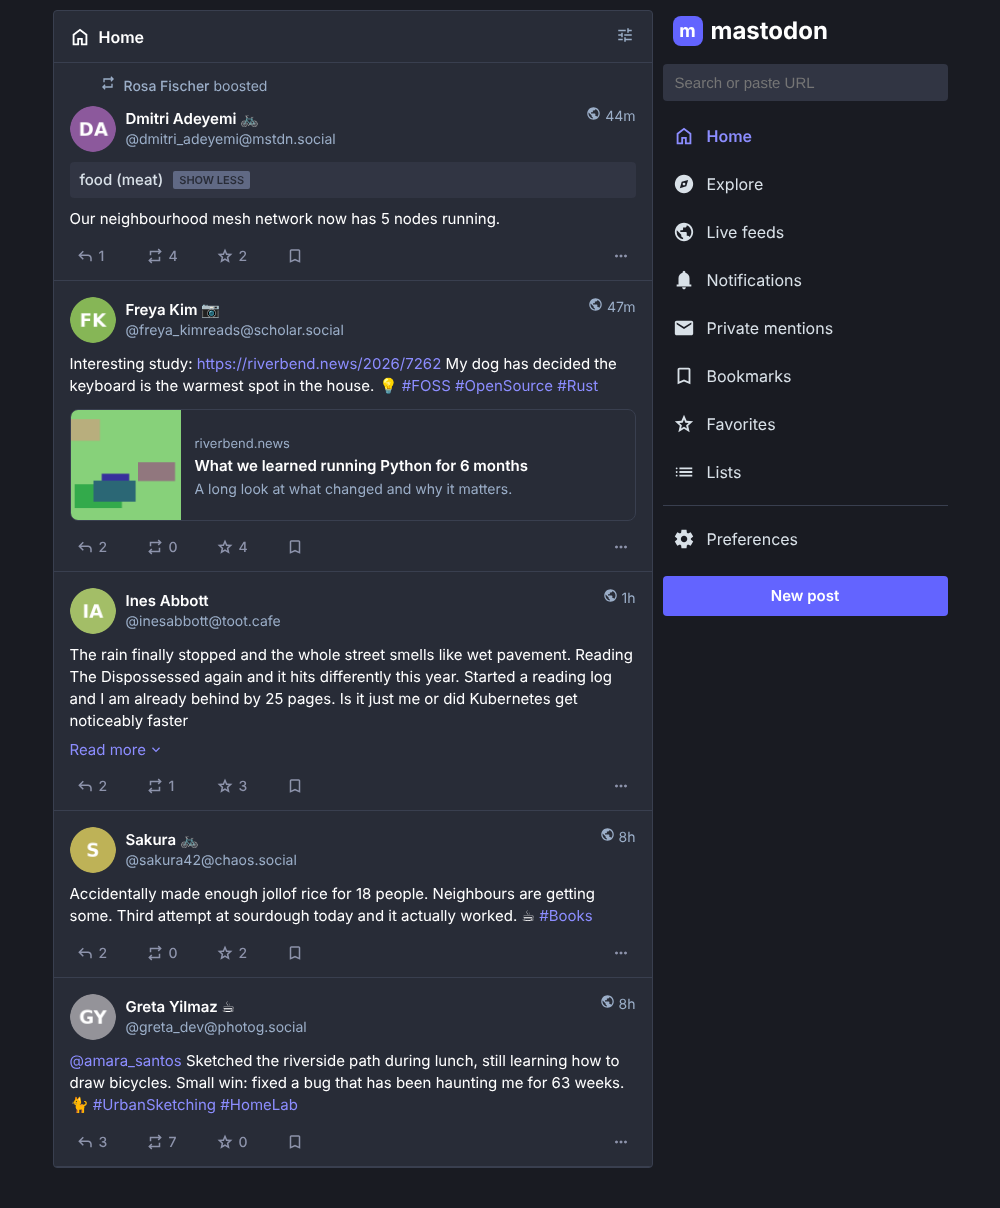 Home
Rosa Fischer boosted
DA
Dmitri Adeyemi 🚲
44m
@dmitri_adeyemi@mstdn.social
food (meat) SHOW LESS
Our neighbourhood mesh network now has 5 nodes running.
1 4 2
FK
Freya Kim 📷
47m
@freya_kimreads@scholar.social
Interesting study: https://riverbend.news/2026/7262 My dog has decided the
keyboard is the warmest spot in the house. 💡 #FOSS #OpenSource #Rust
riverbend.news
What we learned running Python for 6 months
A long look at what changed and why it matters.
2 0 4
IA
Ines Abbott
1h
@inesabbott@toot.cafe
The rain finally stopped and the whole street smells like wet pavement. Reading
The Dispossessed again and it hits differently this year. Started a reading log
and I am already behind by 25 pages. Is it just me or did Kubernetes get
noticeably faster
Read more
2 1 3
S
Sakura 🚲
8h
@sakura42@chaos.social
Accidentally made enough jollof rice for 18 people. Neighbours are getting
some. Third attempt at sourdough today and it actually worked. ☕ #Books
2 0 2
GY
Greta Yilmaz ☕
8h
@greta_dev@photog.social
@amara_santos Sketched the riverside path during lunch, still learning how to
draw bicycles. Small win: fixed a bug that has been haunting me for 63 weeks.
🐈 #UrbanSketching #HomeLab
3 7 0
m mastodon
Search or paste URL
Home
Explore
Live feeds
Notifications
Private mentions
Bookmarks
Favorites
Lists
Preferences
New post